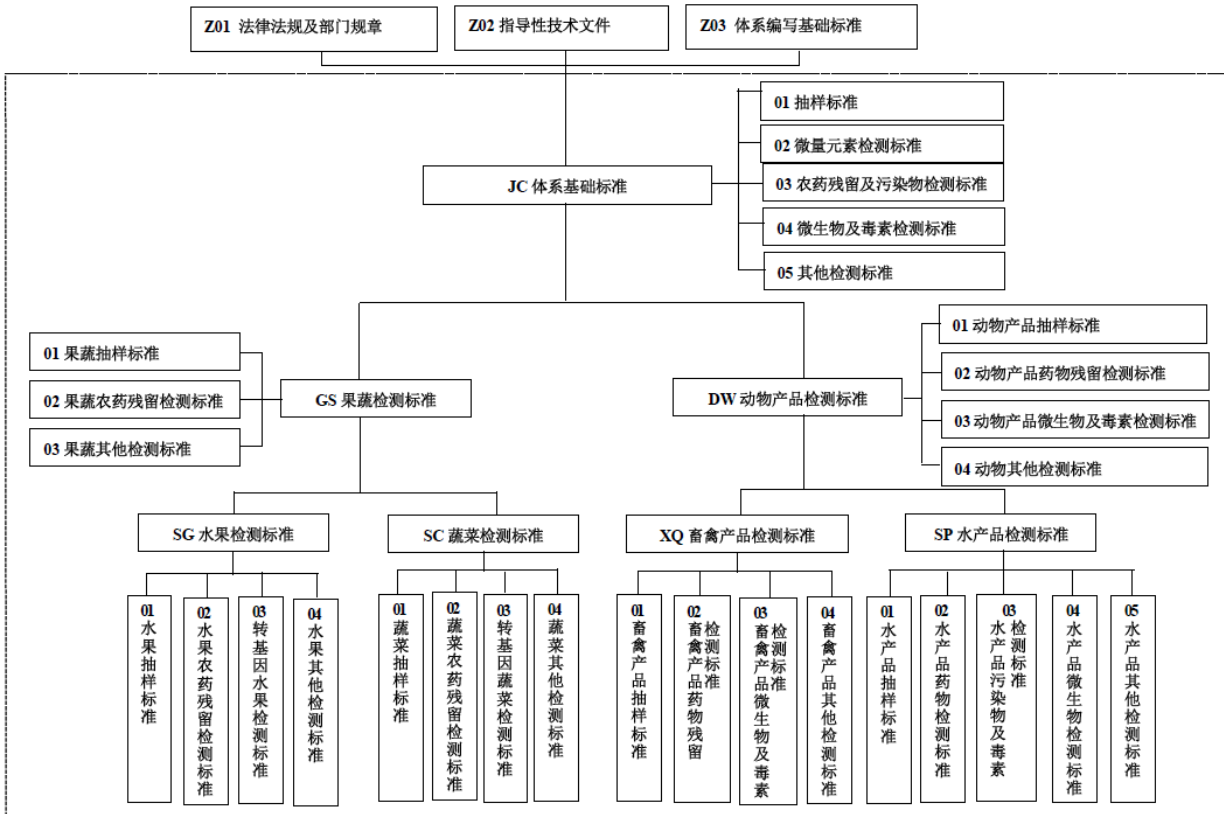 Z01 法律法规及部门规章
Z02 指导性技术文件
Z03 体系编写基础标准
01 抽样标准
02 微量元素检测标准
JC 体系基础标准
03 农药残留及污染物检测标准
04 微生物及毒素检测标准
05 其他检测标准
01 果蔬抽样标准
02 果蔬农药残留检测标准
03 果蔬其他检测标准
GS 果蔬检测标准
DW 动物产品检测标准
01 动物产品抽样标准
02 动物产品药物残留检测标准
03 动物产品微生物及毒素检测标准
04 动物其他检测标准
SG 水果检测标准
SC 蔬菜检测标准
XQ 畜禽产品检测标准
SP 水产品检测标准
01 水果抽样标准
02 水果农药残留检测标准
03 转基因水果检测标准
04 水果其他检测标准
01 蔬菜抽样标准
02 蔬菜农药残留检测标准
03 转基因蔬菜检测标准
04 蔬菜其他检测标准
01 畜禽产品抽样标准
02 畜禽产品药物残留
检测标准
03 畜禽产品微生物及毒素
检测标准
04 畜禽产品其他检测标准
01 水产品抽样标准
02 水产品药物检测标准
03 水产品污染物及毒素
检测标准
04 水产品微生物检测标准
05 水产品其他检测标准